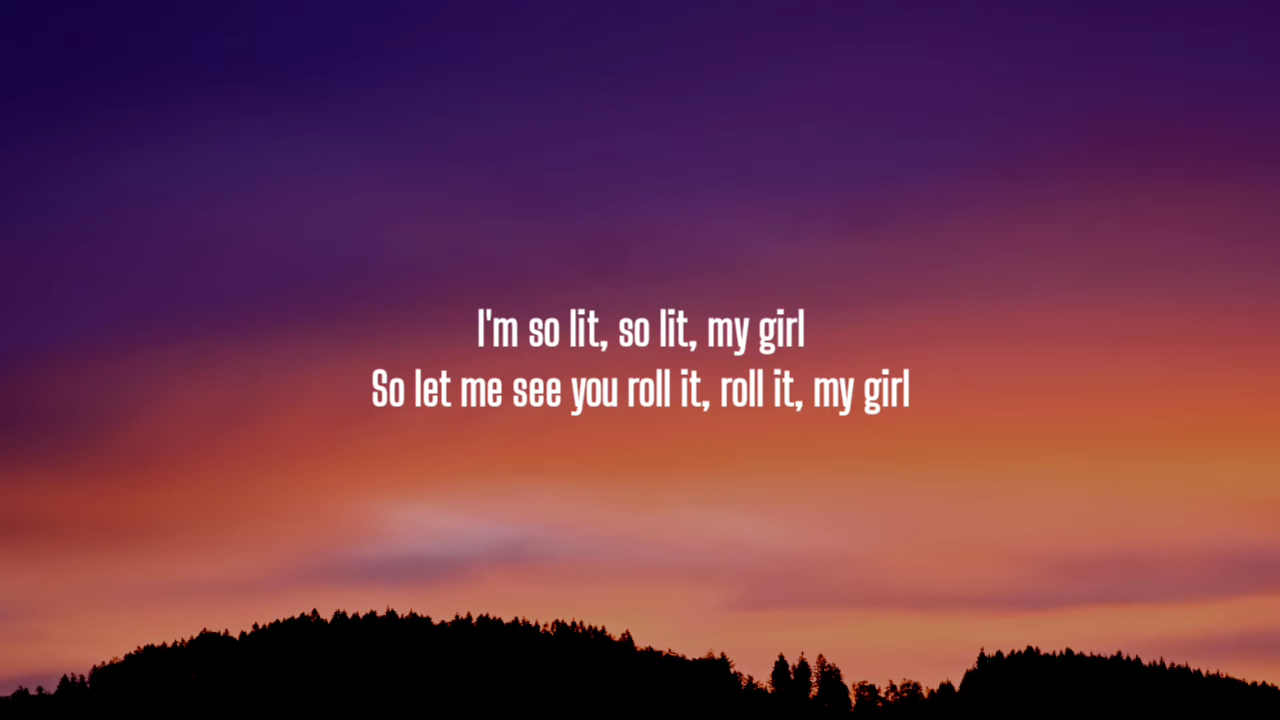 I'm so lit, so lit, my girl
So let me see you roll it, roll it, my girl